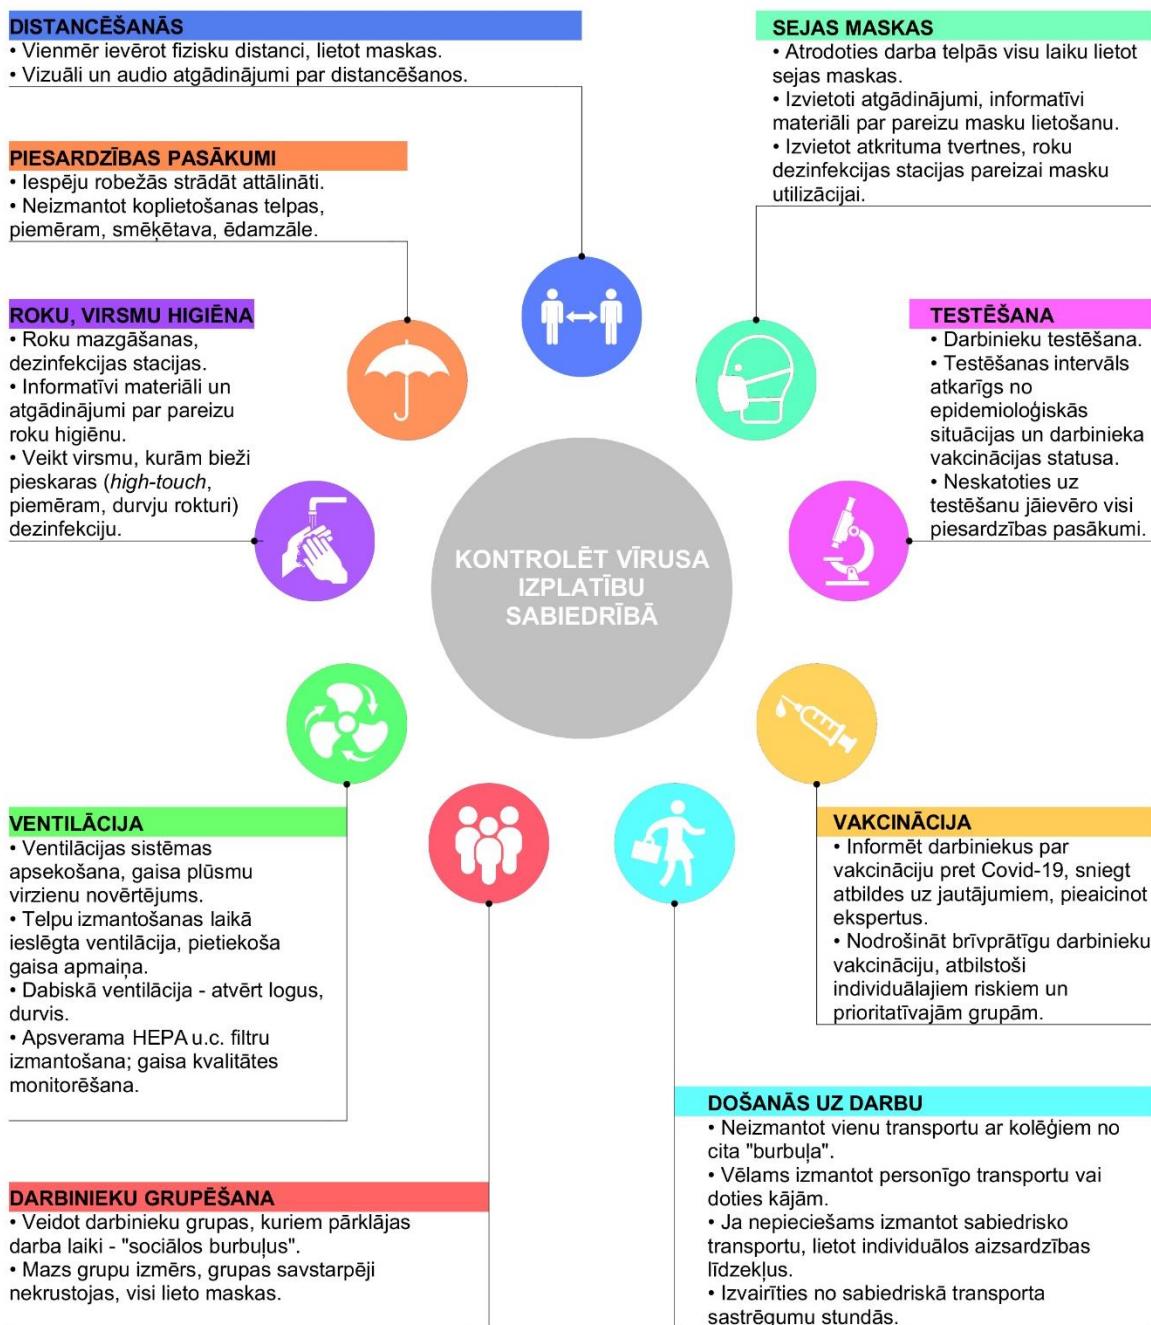 DISTANCĒŠANĀS
• Vienmēr ievērot fizisku distanci, lietot maskas.
• Vizuāli un audio atgādinājumi par distancēšanos.
SEJAS MASKAS
• Atrodoties darba telpās visu laiku lietot
sejas maskas.
• Izvietoti atgādinājumi, informatīvi
materiāli par pareizu masku lietošanu.
• Izvietot atkrituma tvertnes, roku
dezinfekcijas stacijas pareizai masku
utilizācijai.
PIESARDZĪBAS PASĀKUMI
• Iespēju robežās strādāt attālināti.
• Neizmantot koplietošanas telpas,
piemēram, smēķētava, ēdamzāle.
ROKU, VIRSMU HIGIĒNA
• Roku mazgāšanas,
dezinfekcijas stacijas.
• Informatīvi materiāli un
atgādinājumi par pareizu
roku higiēnu.
• Veikt virsmu, kurām bieži
pieskaras (high-touch,
piemēram, durvju rokturi)
dezinfekciju.
TESTĒŠANA
• Darbinieku testēšana.
• Testēšanas intervāls
atkarīgs no
epidemioloģiskās
situācijas un darbinieka
vakcinācijas statusa.
• Neskatoties uz
testēšanu jāievēro visi
piesardzības pasākumi.
KONTROLĒT VĪRUSA
IZPLATĪBU
SABIEDRĪBĀ
VENTILĀCIJA
• Ventilācijas sistēmas
apsekošana, gaisa plūsmu
virzienu novērtējums.
• Telpu izmantošanas laikā
ieslēgta ventilācija, pietiekoša
gaisa apmaiņa.
• Dabiskā ventilācija - atvērt logus,
durvis.
• Apsverama HEPA u.c. filtru
izmantošana; gaisa kvalitātes
monitorēšana.
VAKCINĀCIJA
• Informēt darbiniekus par
vakcināciju pret Covid-19, sniegt
atbildes uz jautājumiem, pieaicinot
ekspertus.
• Nodrošināt brīvprātīgu darbinieku
vakcināciju, atbilstoši
individuālajiem riskiem un
prioritatīvajām grupām.
DARBINIEKU GRUPĒŠANA
• Veidot darbinieku grupas, kuriem pārklājas
darba laiki - "sociālos burbuļus".
• Mazs grupu izmērs, grupas savstarpēji
nekrustojas, visi lieto maskas.
DOŠANĀS UZ DARBU
• Neizmantot vienu transportu ar kolēģiem no
cita "burbuļa".
• Vēlams izmantot personīgo transportu vai
doties kājām.
• Ja nepieciešams izmantot sabiedrisko
transportu, lietot individuālos aizsardzības
līdzekļus.
• Izvairīties no sabiedriskā transporta
sastrēgumu stundās.